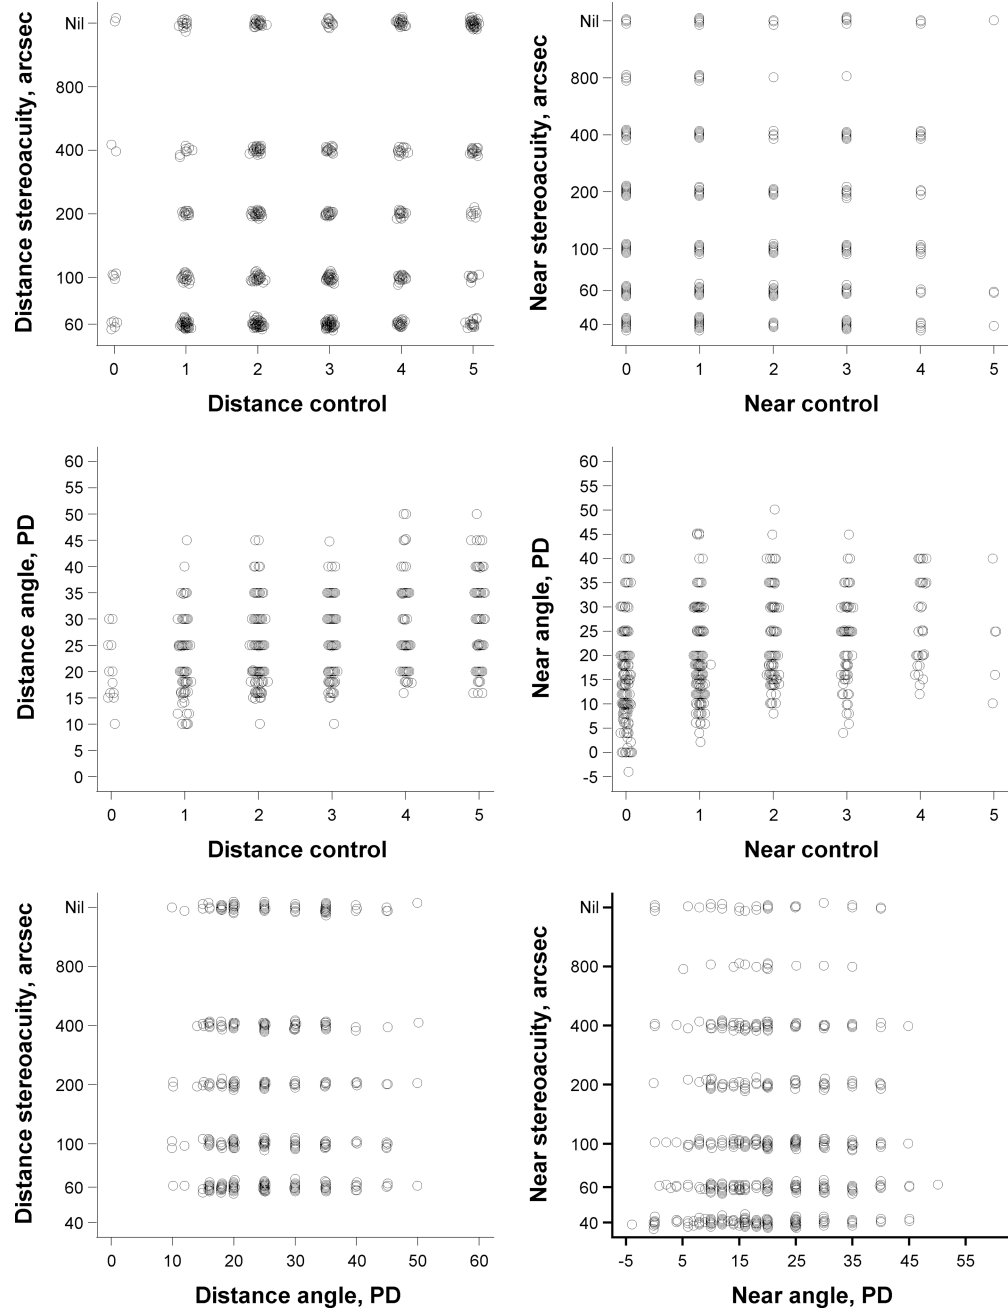 Distance stereoacuity, arcsec
Nil
800
400
200
100
60
0 1 2 3 4 5
Distance control
Near stereoacuity, arcsec
Nil
800
400
200
100
60
40
0 1 2 3 4 5
Near control
Distance angle, PD
60
55
50
45
40
35
30
25
20
15
10
5
0
0 1 2 3 4 5
Distance control
Near angle, PD
60
55
50
45
40
35
30
25
20
15
10
5
0
-5
0 1 2 3 4 5
Near control
Distance stereoacuity, arcsec
Nil
800
400
200
100
60
40
0 10 20 30 40 50 60
Distance angle, PD
Near stereoacuity, arcsec
Nil
800
400
200
100
60
40
-5 5 15 25 35 45 55
Near angle, PD